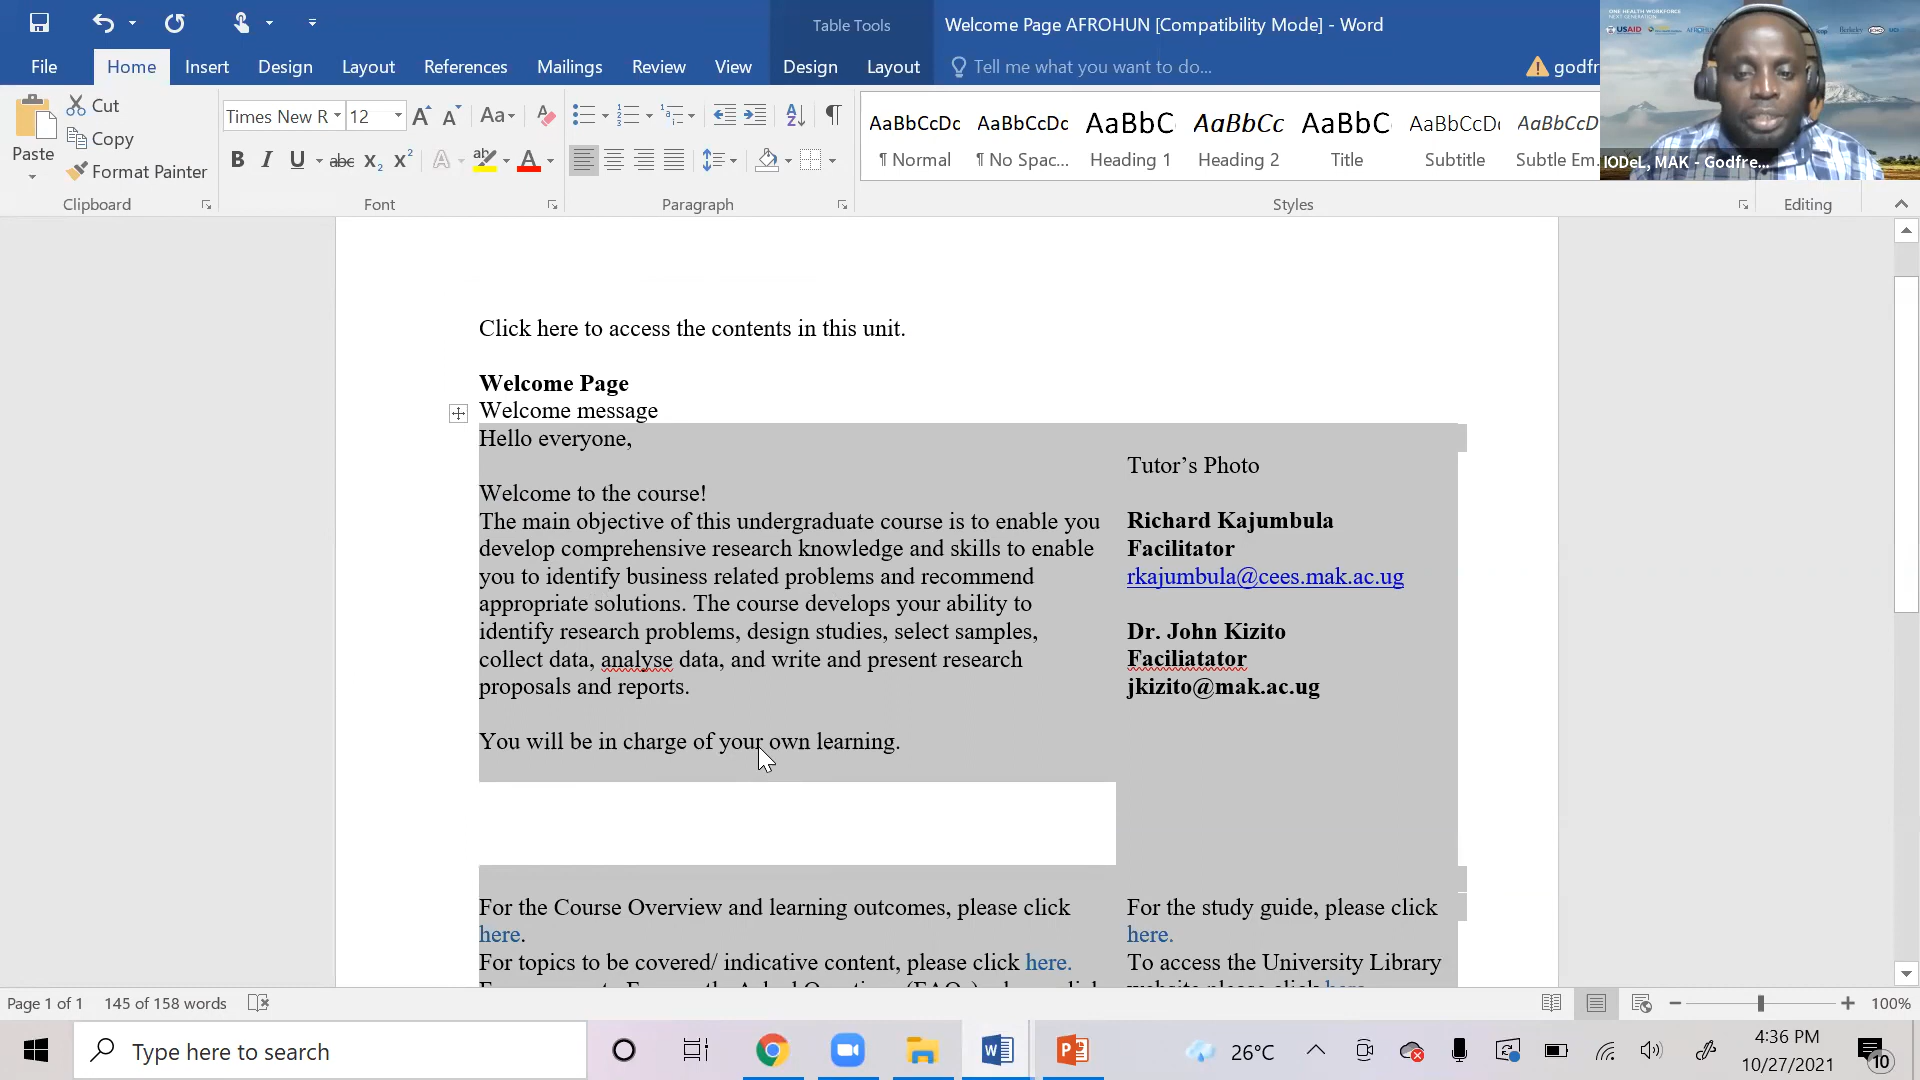 Table Tools
Welcome Page AFROHUN [Compatibility Mode] - Word
File
Home
Insert
Design
Layout
References
Mailings
Review
View
Design
Layout
Tell me what you want to do...
godfr
ONE HEALTH WORKFORCE
NEXT GENERATION
USAID
Berkeley
IODeL, MAK - Godfre...
Paste
Cut
Copy
Format Painter
Clipboard
Times New R
12
Font
Paragraph
AaBbCcDc
¶ Normal
AaBbCcDc
¶ No Spac...
AaBbC
Heading 1
AaBbCc
Heading 2
AaBbC
Title
AaBbCcD
Subtitle
AaBbCcD
Subtle Em...
Styles
Editing
Click here to access the contents in this unit.
Welcome Page
Welcome message
Hello everyone,
Welcome to the course!
The main objective of this undergraduate course is to enable you
develop comprehensive research knowledge and skills to enable
you to identify business related problems and recommend
appropriate solutions. The course develops your ability to
identify research problems, design studies, select samples,
collect data, analyse data, and write and present research
proposals and reports.
You will be in charge of your own learning.
Tutor’s Photo
Richard Kajumbula
Facilitator
rkajumbula@cees.mak.ac.ug
Dr. John Kizito
Faciliatator
jkizito@mak.ac.ug
For the Course Overview and learning outcomes, please click
here.
For topics to be covered/ indicative content, please click here.
For the study guide, please click
here.
To access the University Library
Page 1 of 1
145 of 158 words
100%
Type here to search
26°C
4:36 PM
10/27/2021
10